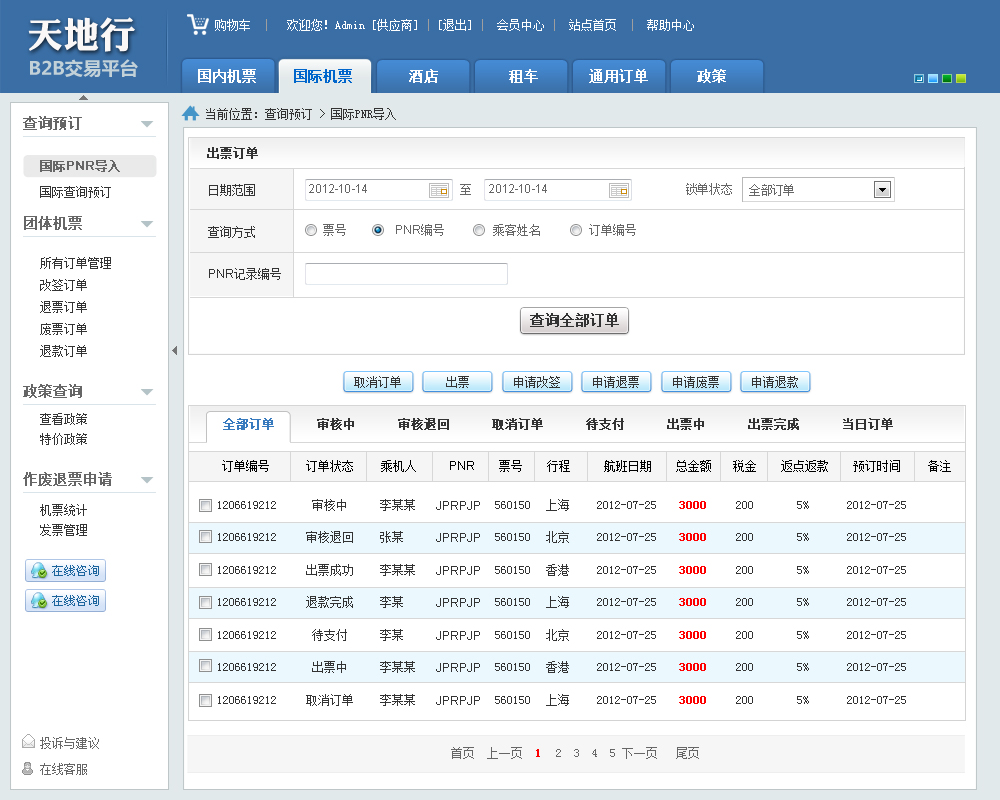 天地行
B2B交易平台
购物车 | 欢迎您! Admin [供应商] | [退出] | 会员中心 | 站点首页 | 帮助中心
国内机票 国际机票 酒店 租车 通用订单 政策
当前位置: 查询预订 > 国际PNR导入
查询预订
国际PNR导入
国际查询预订
团体机票
所有订单管理
改签订单
退票订单
废票订单
退款订单
政策查询
查看政策
特价政策
作废退票申请
机票统计
发票管理
在线咨询
在线咨询
投诉与建议
在线客服
出票订单
日期范围 2012-10-14 至 2012-10-14 锁单状态 全部订单
查询方式 票号 PNR编号 乘客姓名 订单编号
PNR记录编号
查询全部订单
取消订单 出票 申请改签 申请退票 申请废票 申请退款
全部订单 审核中 审核退回 取消订单 待支付 出票中 出票完成 当日订单
订单编号 订单状态 乘机人 PNR 票号 行程 航班日期 总金额 税金 返点返款 预订时间 备注
1206619212 审核中 李某某 JPRPJP 560150 上海 2012-07-25 3000 200 5% 2012-07-25
1206619212 审核退回 张某 JPRPJP 560150 北京 2012-07-25 3000 200 5% 2012-07-25
1206619212 出票成功 李某某 JPRPJP 560150 香港 2012-07-25 3000 200 5% 2012-07-25
1206619212 退款完成 李某 JPRPJP 560150 上海 2012-07-25 3000 200 5% 2012-07-25
1206619212 待支付 李某 JPRPJP 560150 北京 2012-07-25 3000 200 5% 2012-07-25
1206619212 出票中 李某某 JPRPJP 560150 香港 2012-07-25 3000 200 5% 2012-07-25
1206619212 取消订单 李某某 JPRPJP 560150 上海 2012-07-25 3000 200 5% 2012-07-25
首页 上一页 1 2 3 4 5 下一页 尾页